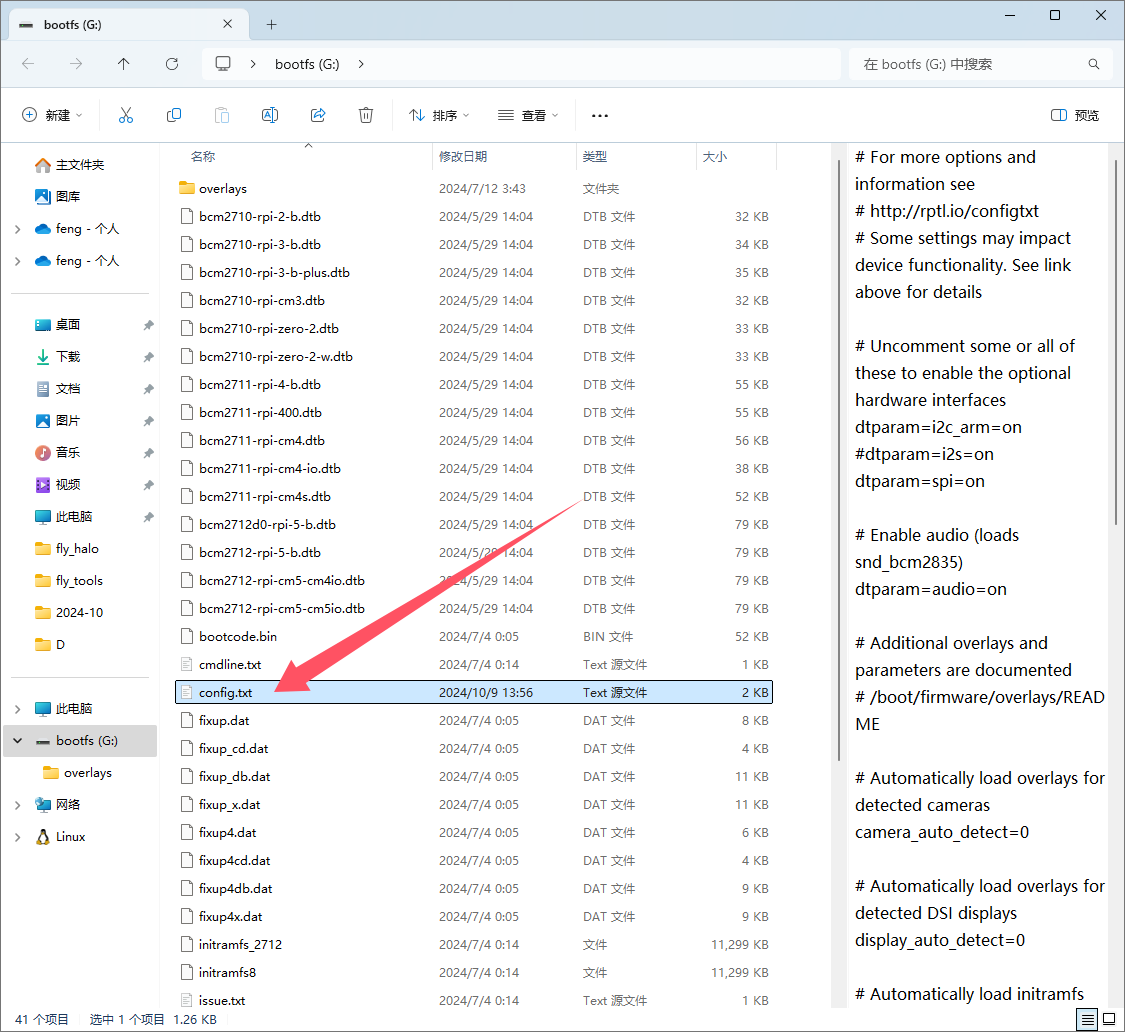 bootfs (G:)
bootfs (G:)
在 bootfs (G:) 中搜索
新建
排序
查看
预览
主文件夹
图库
feng - 个人
feng - 个人
桌面
下载
文档
图片
音乐
视频
此电脑
fly_halo
fly_tools
2024-10
D
此电脑
bootfs (G:)
overlays
网络
Linux
名称 修改日期 类型 大小
overlays 2024/7/12 3:43 文件夹
bcm2710-rpi-2-b.dtb 2024/5/29 14:04 DTB 文件 32 KB
bcm2710-rpi-3-b.dtb 2024/5/29 14:04 DTB 文件 34 KB
bcm2710-rpi-3-b-plus.dtb 2024/5/29 14:04 DTB 文件 35 KB
bcm2710-rpi-cm3.dtb 2024/5/29 14:04 DTB 文件 32 KB
bcm2710-rpi-zero-2.dtb 2024/5/29 14:04 DTB 文件 33 KB
bcm2710-rpi-zero-2-w.dtb 2024/5/29 14:04 DTB 文件 33 KB
bcm2711-rpi-4-b.dtb 2024/5/29 14:04 DTB 文件 55 KB
bcm2711-rpi-400.dtb 2024/5/29 14:04 DTB 文件 55 KB
bcm2711-rpi-cm4.dtb 2024/5/29 14:04 DTB 文件 56 KB
bcm2711-rpi-cm4-io.dtb 2024/5/29 14:04 DTB 文件 38 KB
bcm2711-rpi-cm4s.dtb 2024/5/29 14:04 DTB 文件 52 KB
bcm2712d0-rpi-5-b.dtb 2024/5/29 14:04 DTB 文件 79 KB
bcm2712-rpi-5-b.dtb 2024/5/29 14:04 DTB 文件 79 KB
bcm2712-rpi-cm5-cm4io.dtb 2024/5/29 14:04 DTB 文件 79 KB
bcm2712-rpi-cm5-cm5io.dtb 2024/5/29 14:04 DTB 文件 79 KB
bootcode.bin 2024/7/4 0:05 BIN 文件 52 KB
cmdline.txt 2024/7/4 0:14 Text 源文件 1 KB
config.txt 2024/10/9 13:56 Text 源文件 2 KB
fixup.dat 2024/7/4 0:05 DAT 文件 8 KB
fixup_cd.dat 2024/7/4 0:05 DAT 文件 4 KB
fixup_db.dat 2024/7/4 0:05 DAT 文件 11 KB
fixup_x.dat 2024/7/4 0:05 DAT 文件 11 KB
fixup4.dat 2024/7/4 0:05 DAT 文件 6 KB
fixup4cd.dat 2024/7/4 0:05 DAT 文件 4 KB
fixup4db.dat 2024/7/4 0:05 DAT 文件 9 KB
fixup4x.dat 2024/7/4 0:05 DAT 文件 9 KB
initramfs_2712 2024/7/4 0:14 文件 11,299 KB
initramfs8 2024/7/4 0:14 文件 11,299 KB
issue.txt 2024/7/4 0:14 Text 源文件 1 KB
# For more options and
information see
# http://rptl.io/configtxt
# Some settings may impact
device functionality. See link
above for details
# Uncomment some or all of
these to enable the optional
hardware interfaces
dtparam=i2c_arm=on
#dtparam=i2s=on
dtparam=spi=on
# Enable audio (loads
snd_bcm2835)
dtparam=audio=on
# Additional overlays and
parameters are documented
# /boot/firmware/overlays/READ
ME
# Automatically load overlays for
detected cameras
camera_auto_detect=0
# Automatically load overlays for
detected DSI displays
display_auto_detect=0
# Automatically load initramfs
41 个项目 选中 1 个项目 1.26 KB